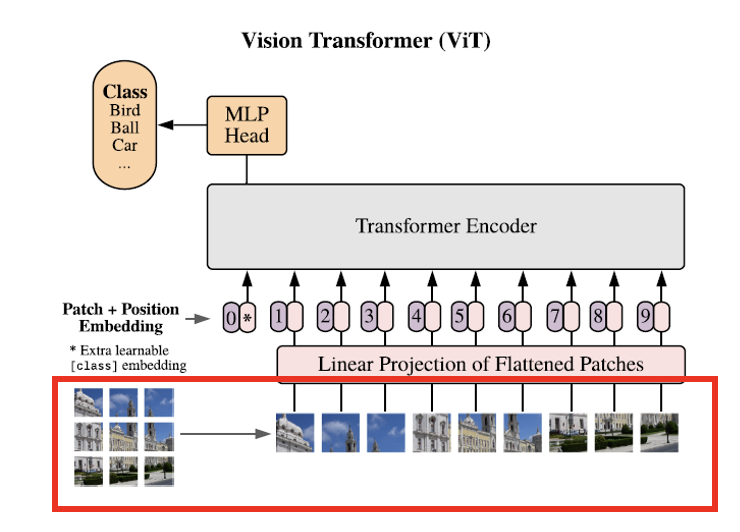 Vision Transformer (ViT)
Class
Bird
Ball
Car
...
MLP
Head
Transformer Encoder
Patch + Position
Embedding
0 * 1 2 3 4 5 6 7 8 9
* Extra learnable
[class] embedding
Linear Projection of Flattened Patches